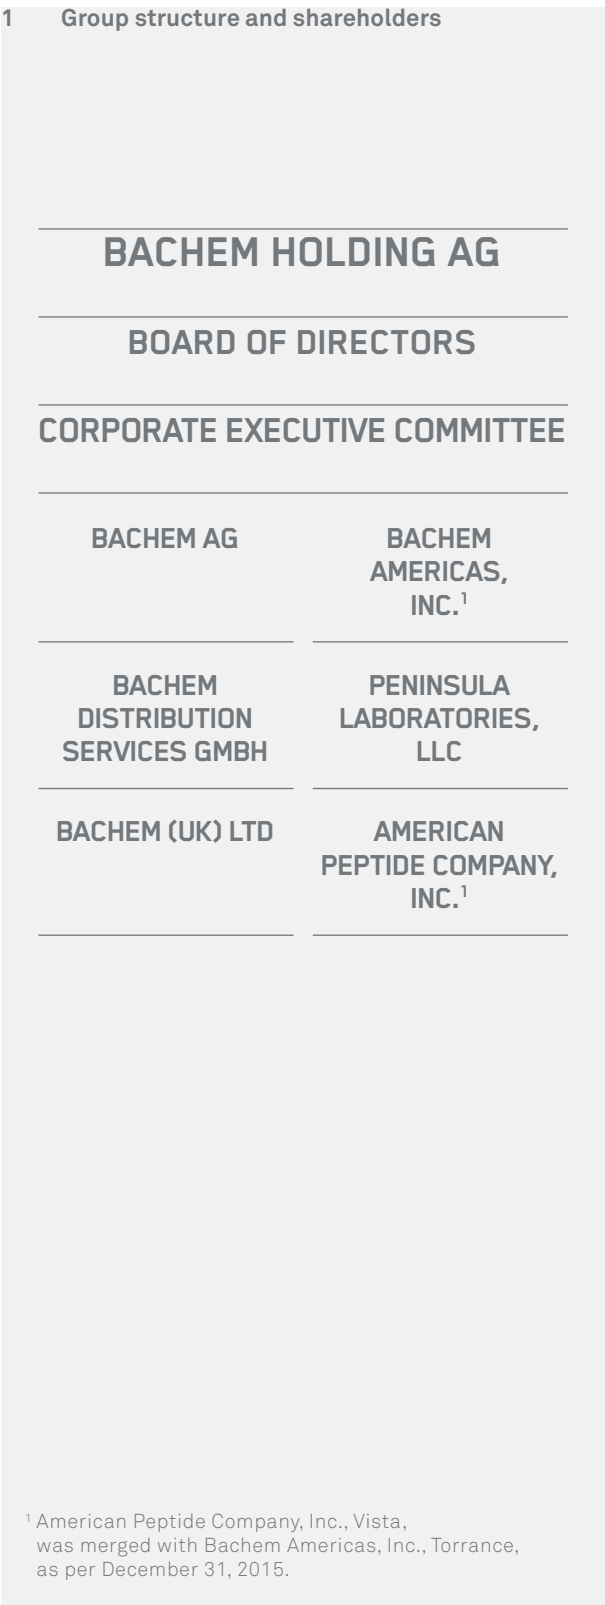 1 Group structure and shareholders
BACHEM HOLDING AG
BOARD OF DIRECTORS
CORPORATE EXECUTIVE COMMITTEE
BACHEM AG
BACHEM
AMERICAS,
INC.¹
BACHEM
DISTRIBUTION
SERVICES GMBH
PENINSULA
LABORATORIES,
LLC
BACHEM (UK) LTD
AMERICAN
PEPTIDE COMPANY,
INC.¹
¹ American Peptide Company, Inc., Vista,
was merged with Bachem Americas, Inc., Torrance,
as per December 31, 2015.